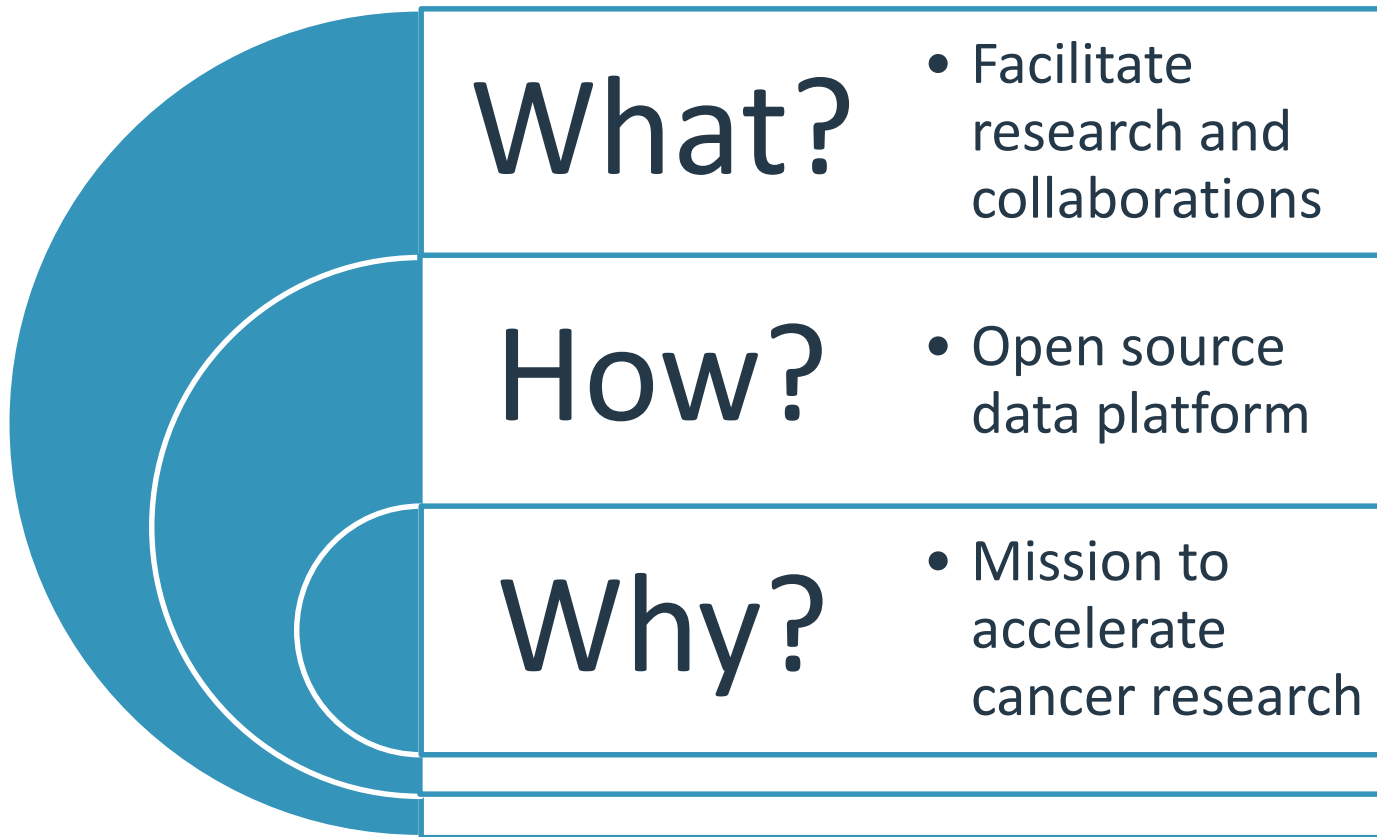 What?
• Facilitate
research and
collaborations
How?
• Open source
data platform
Why?
• Mission to
accelerate
cancer research